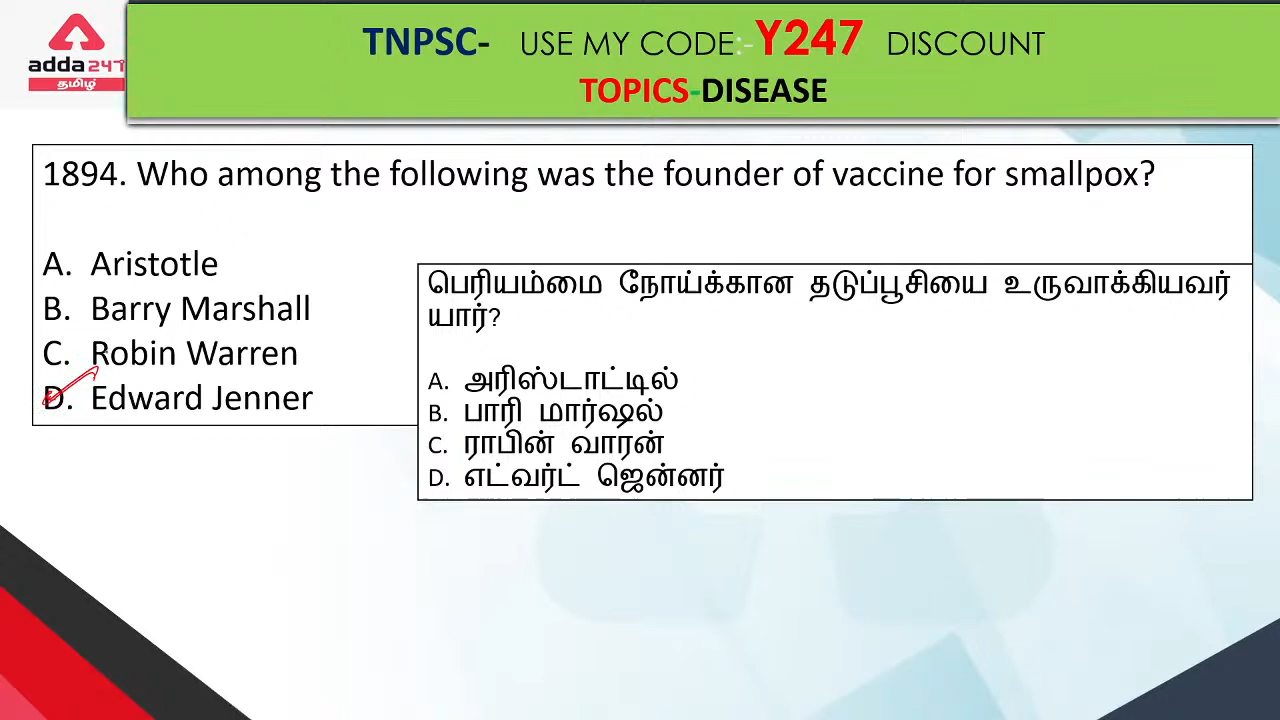 adda247
தமிழ்
TNPSC- USE MY CODE:-Y247 DISCOUNT
TOPICS-DISEASE
1894. Who among the following was the founder of vaccine for smallpox?
A. Aristotle
B. Barry Marshall
C. Robin Warren
D. Edward Jenner
பெரியம்மை நோய்க்கான தடுப்பூசியை உருவாக்கியவர்
யார்?
A. அரிஸ்டாட்டில்
B. பாரி மார்ஷல்
C. ராபின் வாரன்
D. எட்வர்ட் ஜென்னர்